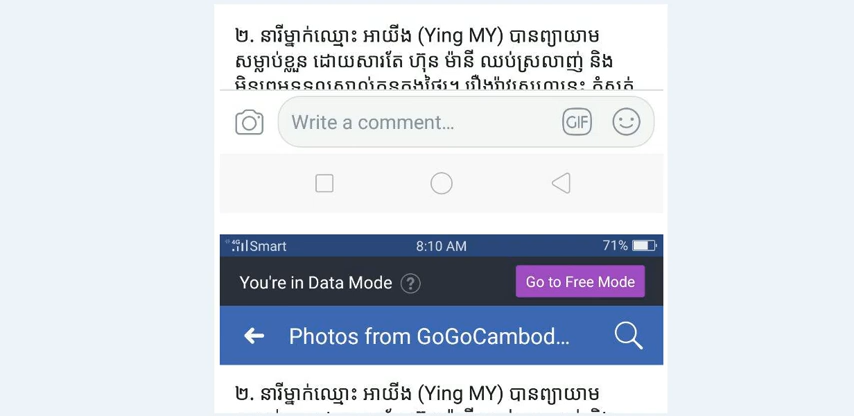 ២. នារីម្នាក់ឈ្មោះ អាយីង (Ying MY) បានព្យាយាម
សម្លាប់ខ្លួន ដោយសារតែ ហ៊ុន ម៉ានី ឈប់ស្រលាញ់ និង
Write a comment...
GIF
4G Smart
8:10 AM
71%
You're in Data Mode ?
Go to Free Mode
Photos from GoGoCambod...
២. នារីម្នាក់ឈ្មោះ អាយីង (Ying MY) បានព្យាយាម